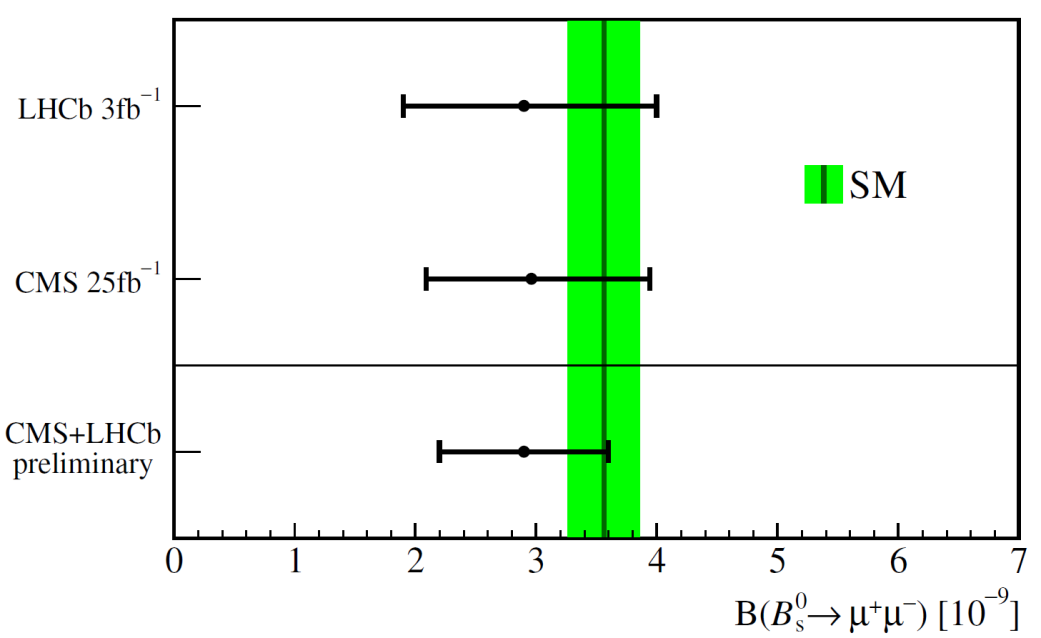 LHCb 3fb⁻¹
SM
CMS 25fb⁻¹
CMS+LHCb
preliminary
0 1 2 3 4 5 6 7
B(B⁰ₛ→ μ⁺μ⁻) [10⁻⁹]